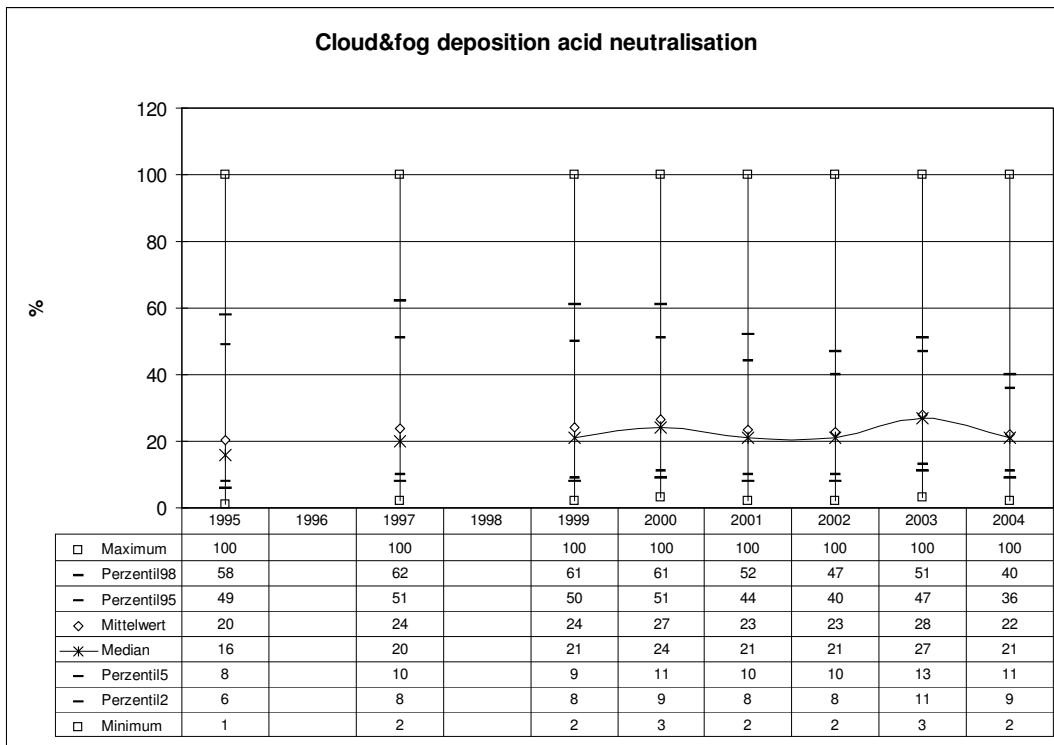 Cloud&fog deposition acid neutralisation
120
100
80
60
40
20
0
%
1995 1996 1997 1998 1999 2000 2001 2002 2003 2004
Maximum 100 100 100 100 100 100 100 100
Perzentil98 58 62 61 61 52 47 51 40
Perzentil95 49 51 50 51 44 40 47 36
Mittelwert 20 24 24 27 23 23 28 22
Median 16 20 21 24 21 21 27 21
Perzentil5 8 10 9 11 10 10 13 11
Perzentil2 6 8 8 9 8 8 11 9
Minimum 1 2 2 3 2 2 3 2